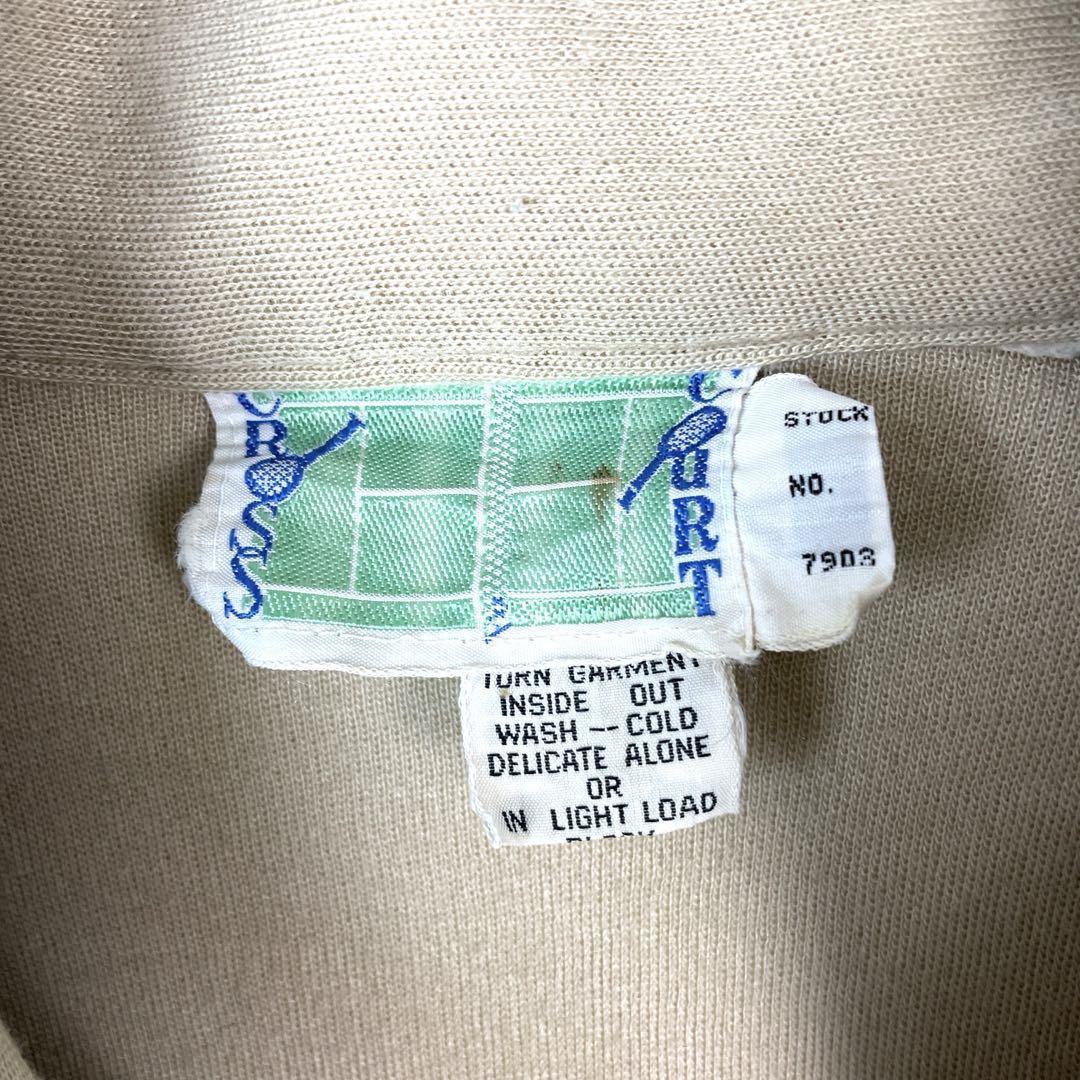 CROSS
COURT
STOCK
NO.
7903
TURN GARMENT
INSIDE OUT
WASH -- COLD
DELICATE ALONE
OR
IN LIGHT LOAD